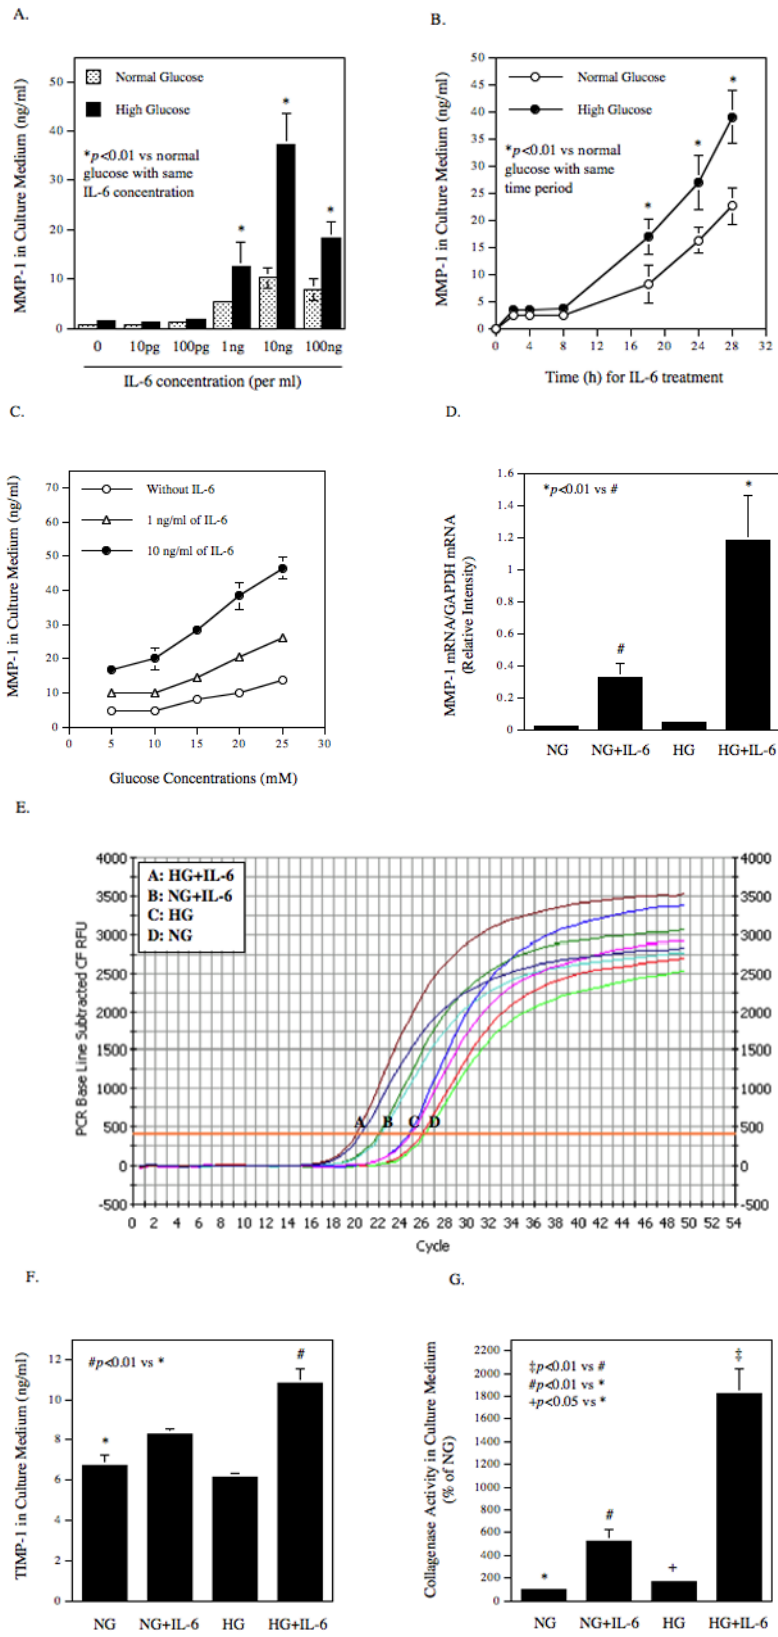 A.
MMP-1 in Culture Medium (ng/ml)
50
40
30
20
10
0
Normal Glucose
High Glucose
*p<0.01 vs normal
glucose with same
IL-6 concentration
*
*
*
0 10pg 100pg 1ng 10ng 100ng
IL-6 concentration (per ml)
B.
MMP-1 in Culture Medium (ng/ml)
50
45
40
35
30
25
20
15
10
5
0
Normal Glucose
High Glucose
*p<0.01 vs normal
glucose with same
time period
*
*
*
0 4 8 12 16 20 24 28 32
Time (h) for IL-6 treatment
C.
MMP-1 in Culture Medium (ng/ml)
70
60
50
40
30
20
10
0
Without IL-6
1 ng/ml of IL-6
10 ng/ml of IL-6
0 5 10 15 20 25 30
Glucose Concentrations (mM)
D.
MMP-1 mRNA/GAPDH mRNA
(Relative Intensity)
1.6
1.4
1.2
1
0.8
0.6
0.4
0.2
0
*p<0.01 vs #
#
*
NG NG+IL-6 HG HG+IL-6
E.
PCR Base Line Subtracted CF RFU
4000
3500
3000
2500
2000
1500
1000
500
0
-500
A: HG+IL-6
B: NG+IL-6
C: HG
D: NG
A B C D
4000
3500
3000
2500
2000
1500
1000
500
0
-500
0 2 4 6 8 10 12 14 16 18 20 22 24 26 28 30 32 34 36 38 40 42 44 46 48 50 52 54
Cycle
F.
TIMP-1 in Culture Medium (ng/ml)
12
10
8
6
4
2
0
#p<0.01 vs *
*
#
NG NG+IL-6 HG HG+IL-6
G.
Collagenase Activity in Culture Medium
(% of NG)
2200
2000
1800
1600
1400
1200
1000
800
600
400
200
0
‡p<0.01 vs #
#p<0.01 vs *
+p<0.05 vs *
*
#
+
‡
NG NG+IL-6 HG HG+IL-6